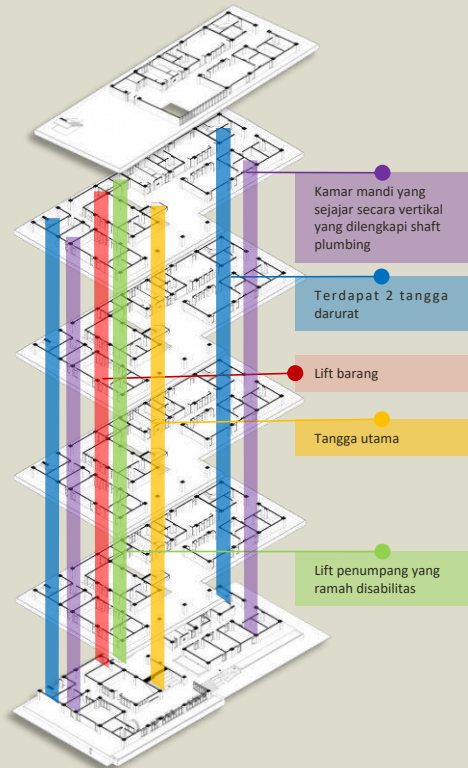 Kamar mandi yang
sejajar secara vertikal
yang dilengkapi shaft
plumbing
Terdapat 2 tangga
darurat
Lift barang
Tangga utama
Lift penumpang yang
ramah disabilitas